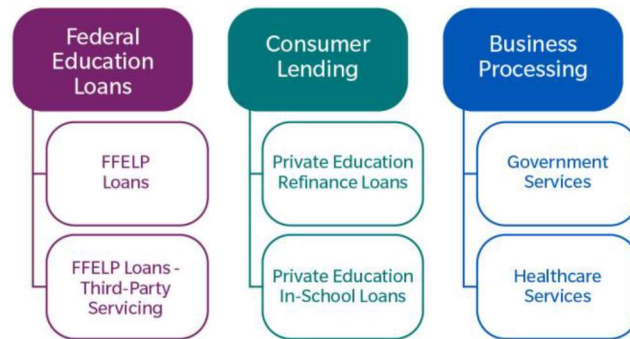 Federal
Education
Loans
FFELP
Loans
FFELP Loans -
Third-Party
Servicing
Consumer
Lending
Private Education
Refinance Loans
Private Education
In-School Loans
Business
Processing
Government
Services
Healthcare
Services